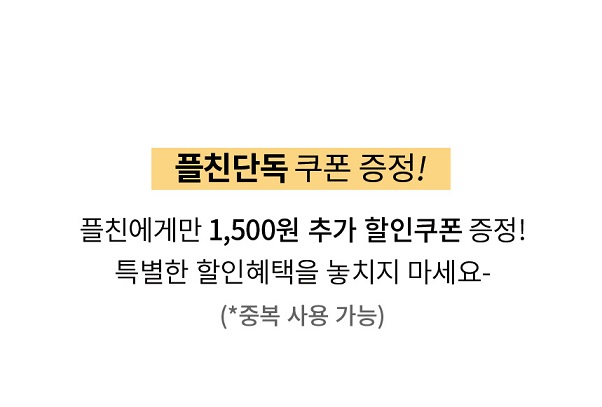 플친단독 쿠폰 증정!
플친에게만 1,500원 추가 할인쿠폰 증정!
특별한 할인혜택을 놓치지 마세요-
(*중복 사용 가능)